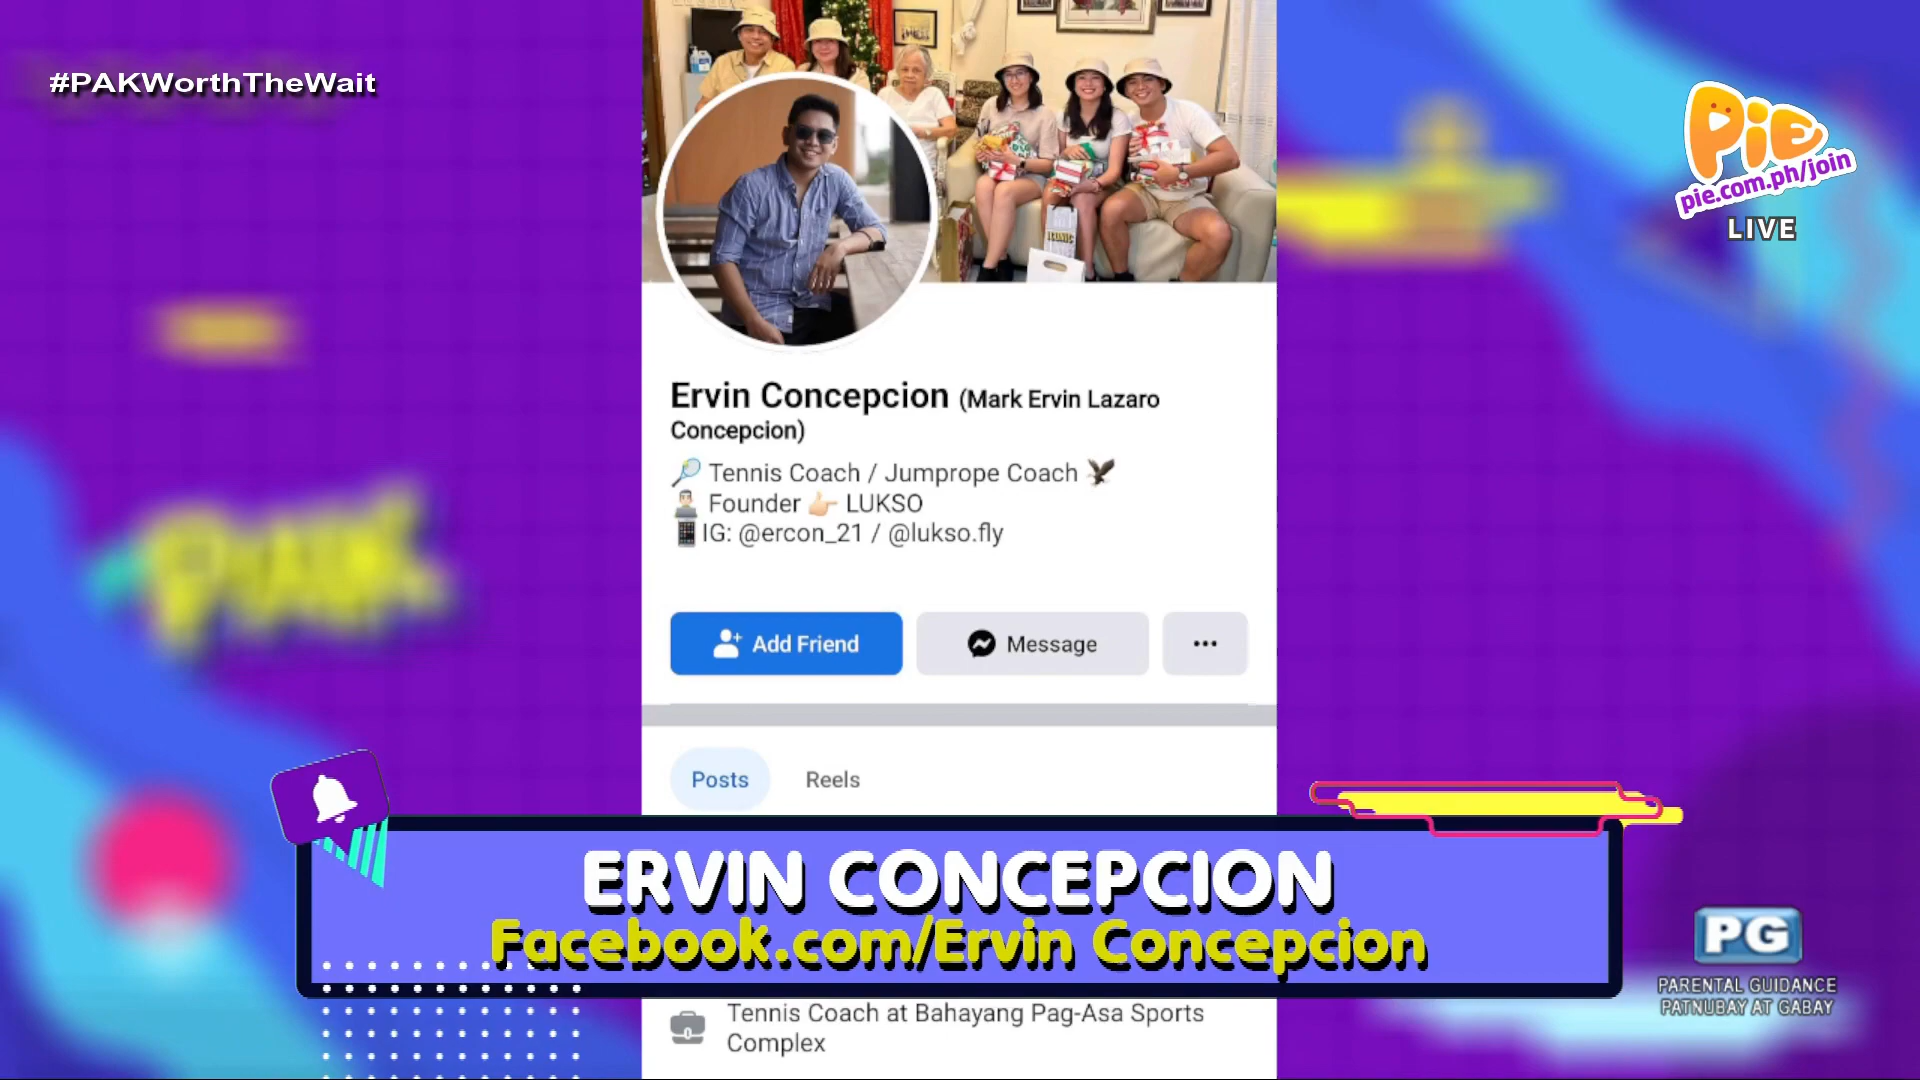 #PAKWorthTheWait
PiE
pie.com.ph/join
LIVE
ICONIC
Ervin Concepcion (Mark Ervin Lazaro
Concepcion)
Tennis Coach / Jumprope Coach
Founder 👉 LUKSO
IG: @ercon_21 / @lukso.fly
Add Friend
Message
Posts
Reels
ERVIN CONCEPCION
Facebook.com/Ervin Concepcion
Tennis Coach at Bahayang Pag-Asa Sports
Complex
PG
PARENTAL GUIDANCE
PATNUBAY AT GABAY
PAK